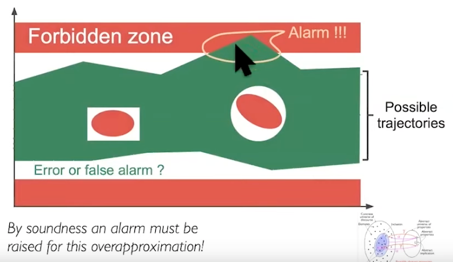 Forbidden zone
Alarm !!!
Possible
trajectories
Error or false alarm ?
By soundness an alarm must be
raised for this overapproximation!